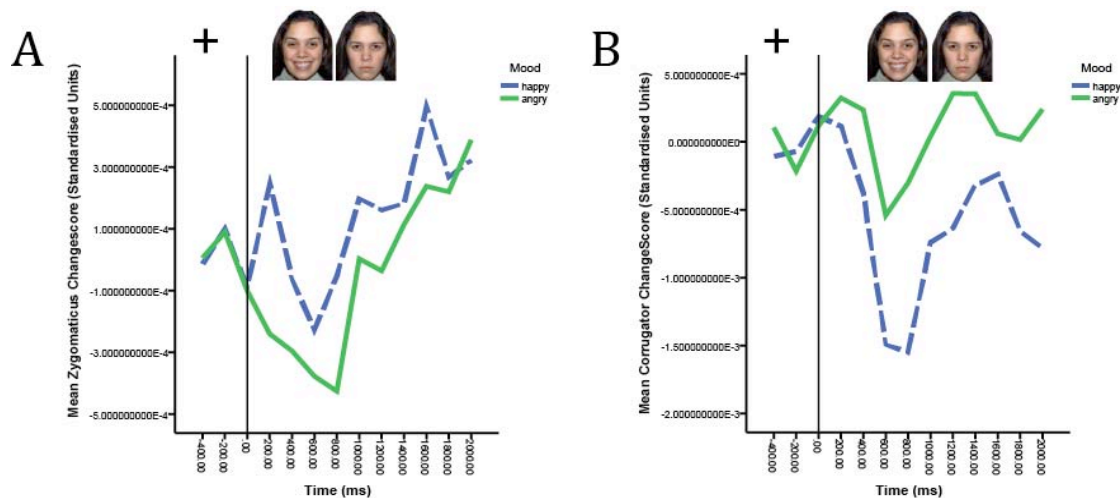 A
+
Mood
happy
angry
Mean Zygomaticus Changescore (Standardised Units)
5.000000000E-4
3.000000000E-4
1.000000000E-4
-1.000000000E-4
-3.000000000E-4
-5.000000000E-4
-400.00
-200.00
.00
200.00
400.00
600.00
800.00
1000.00
1200.00
1400.00
1600.00
1800.00
2000.00
Time (ms)
B
+
Mood
happy
angry
Mean Corrugator ChangeScore (Standardised Units)
5.000000000E-4
0.000000000E0
-5.000000000E-4
-1.000000000E-3
-1.500000000E-3
-2.000000000E-3
-400.00
-200.00
.00
200.00
400.00
600.00
800.00
1000.00
1200.00
1400.00
1600.00
1800.00
2000.00
Time (ms)